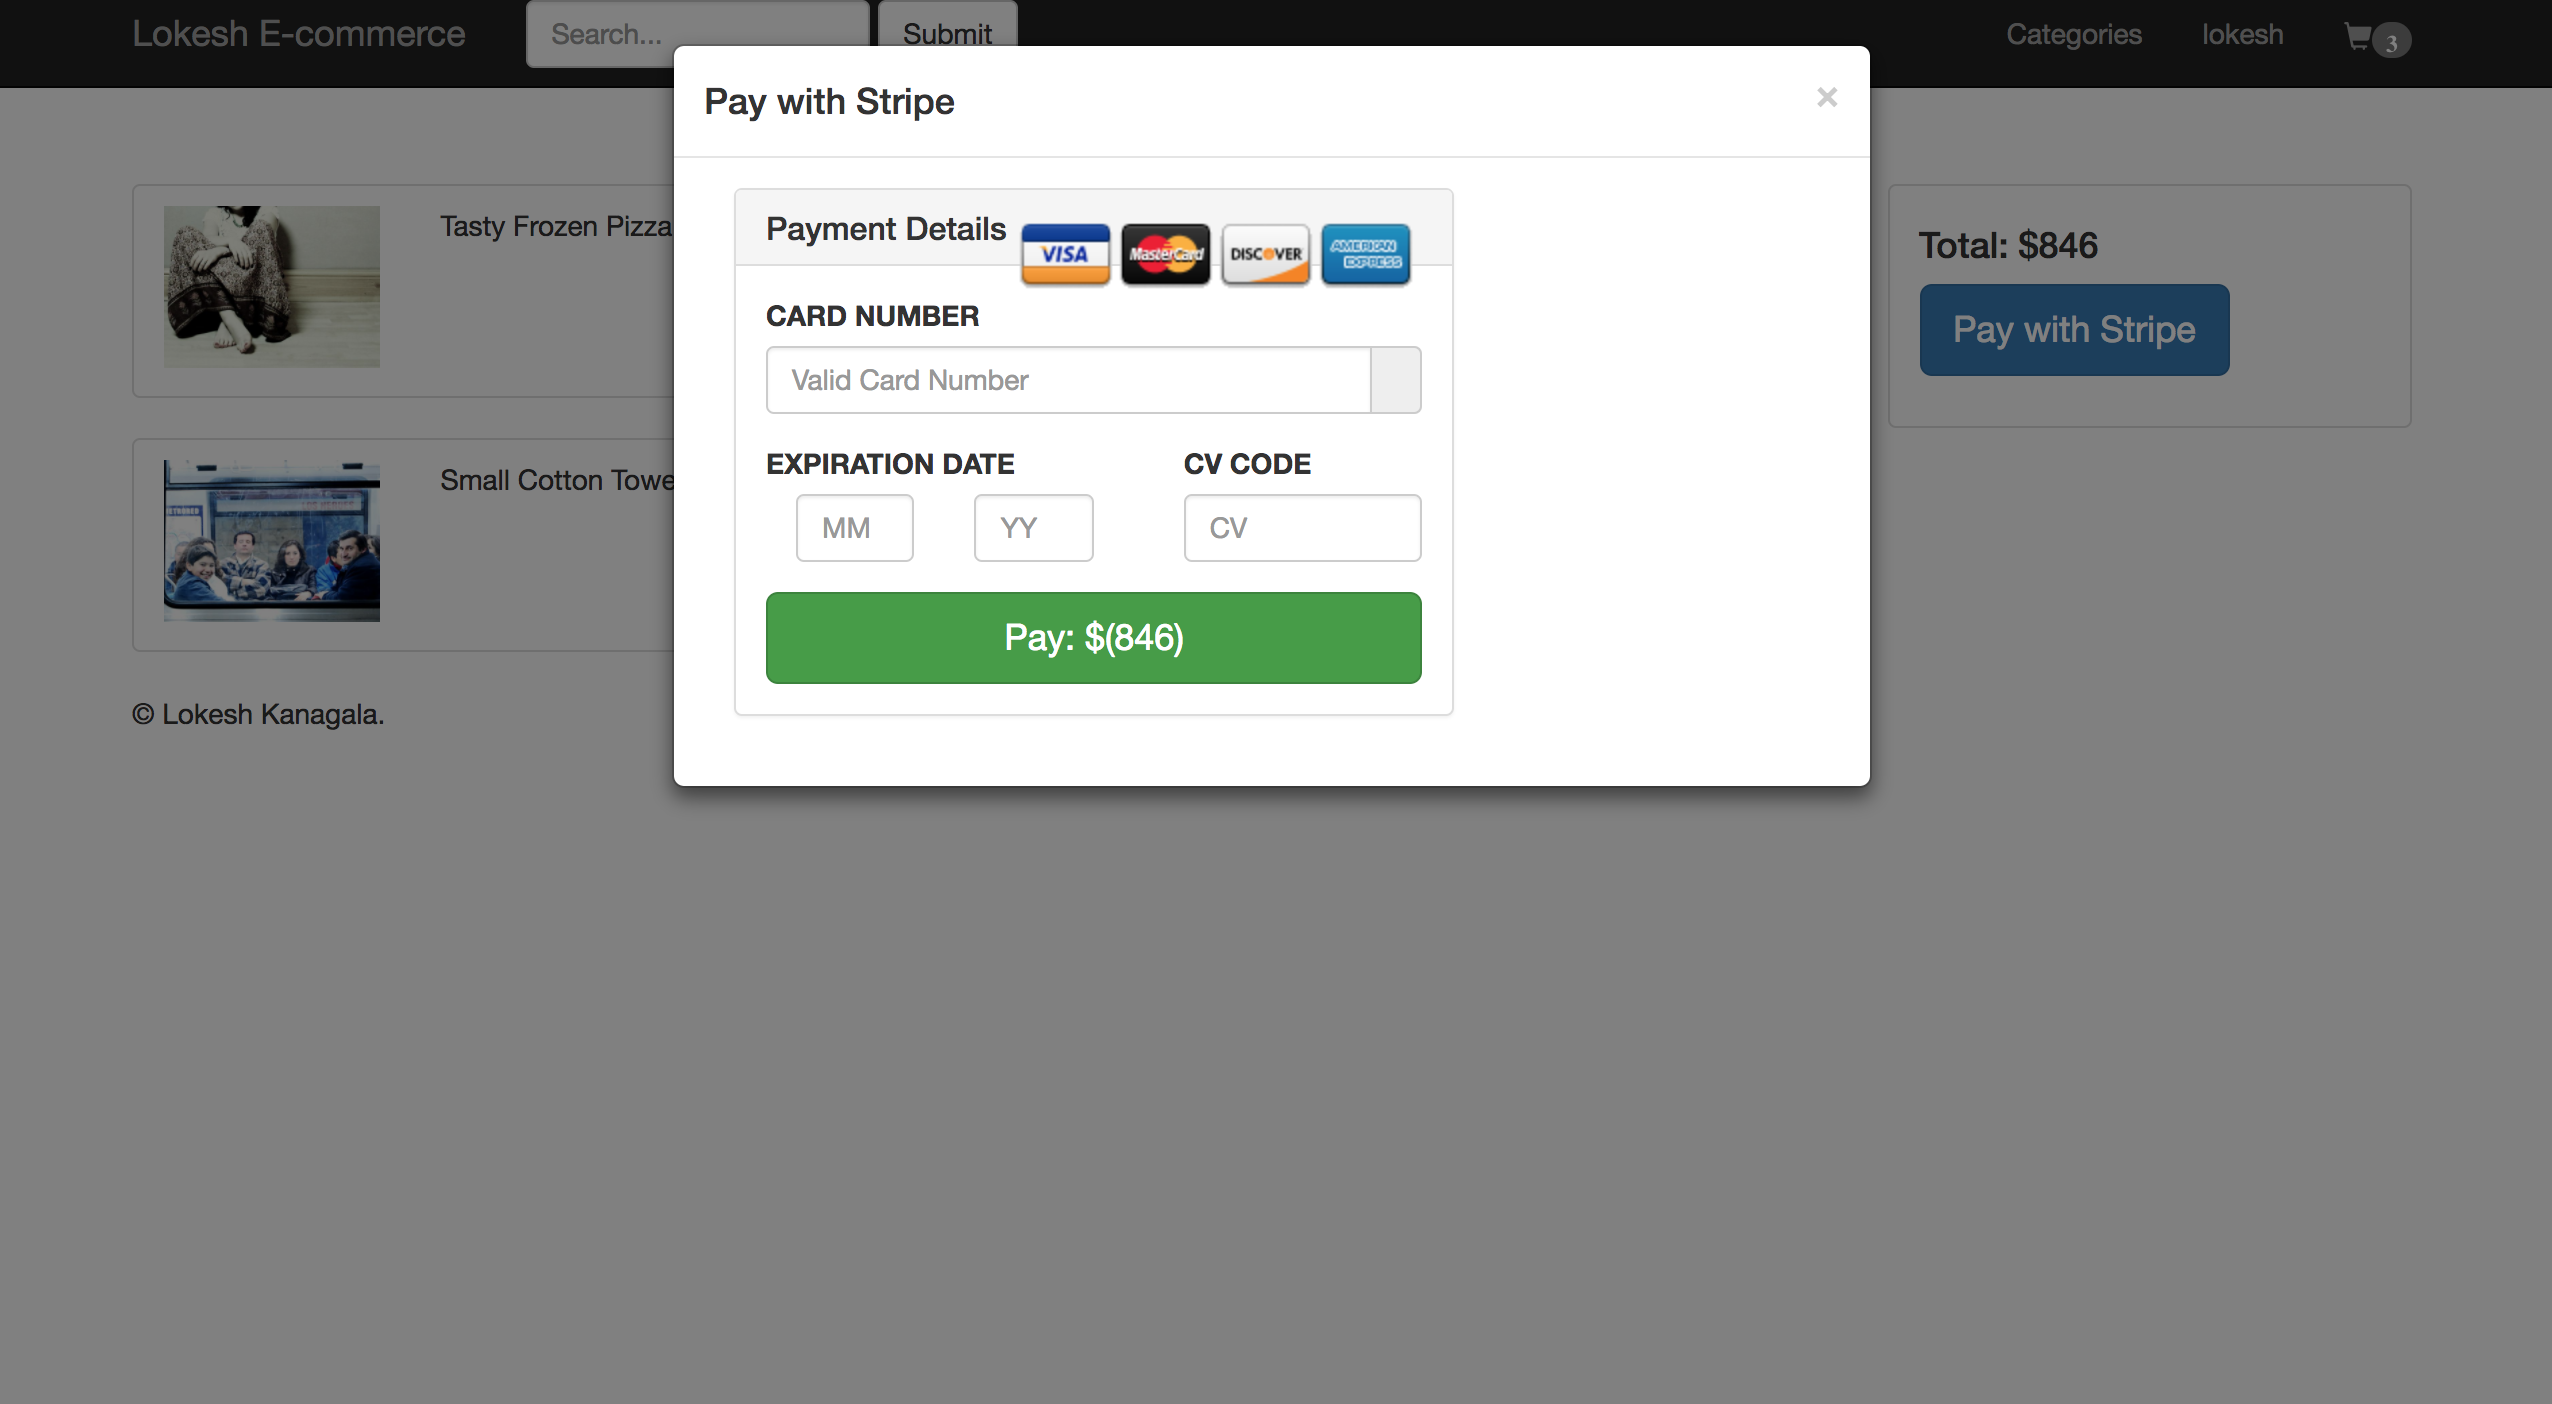 Lokesh E-commerce
Search...
Submit
Categories
lokesh
3
Pay with Stripe
×
Payment Details
VISA
MasterCard
DISCOVER
AMERICAN EXPRESS
CARD NUMBER
Valid Card Number
EXPIRATION DATE
CV CODE
MM
YY
CV
Pay: $(846)
Tasty Frozen Pizza
Small Cotton Towe
Total: $846
Pay with Stripe
© Lokesh Kanagala.